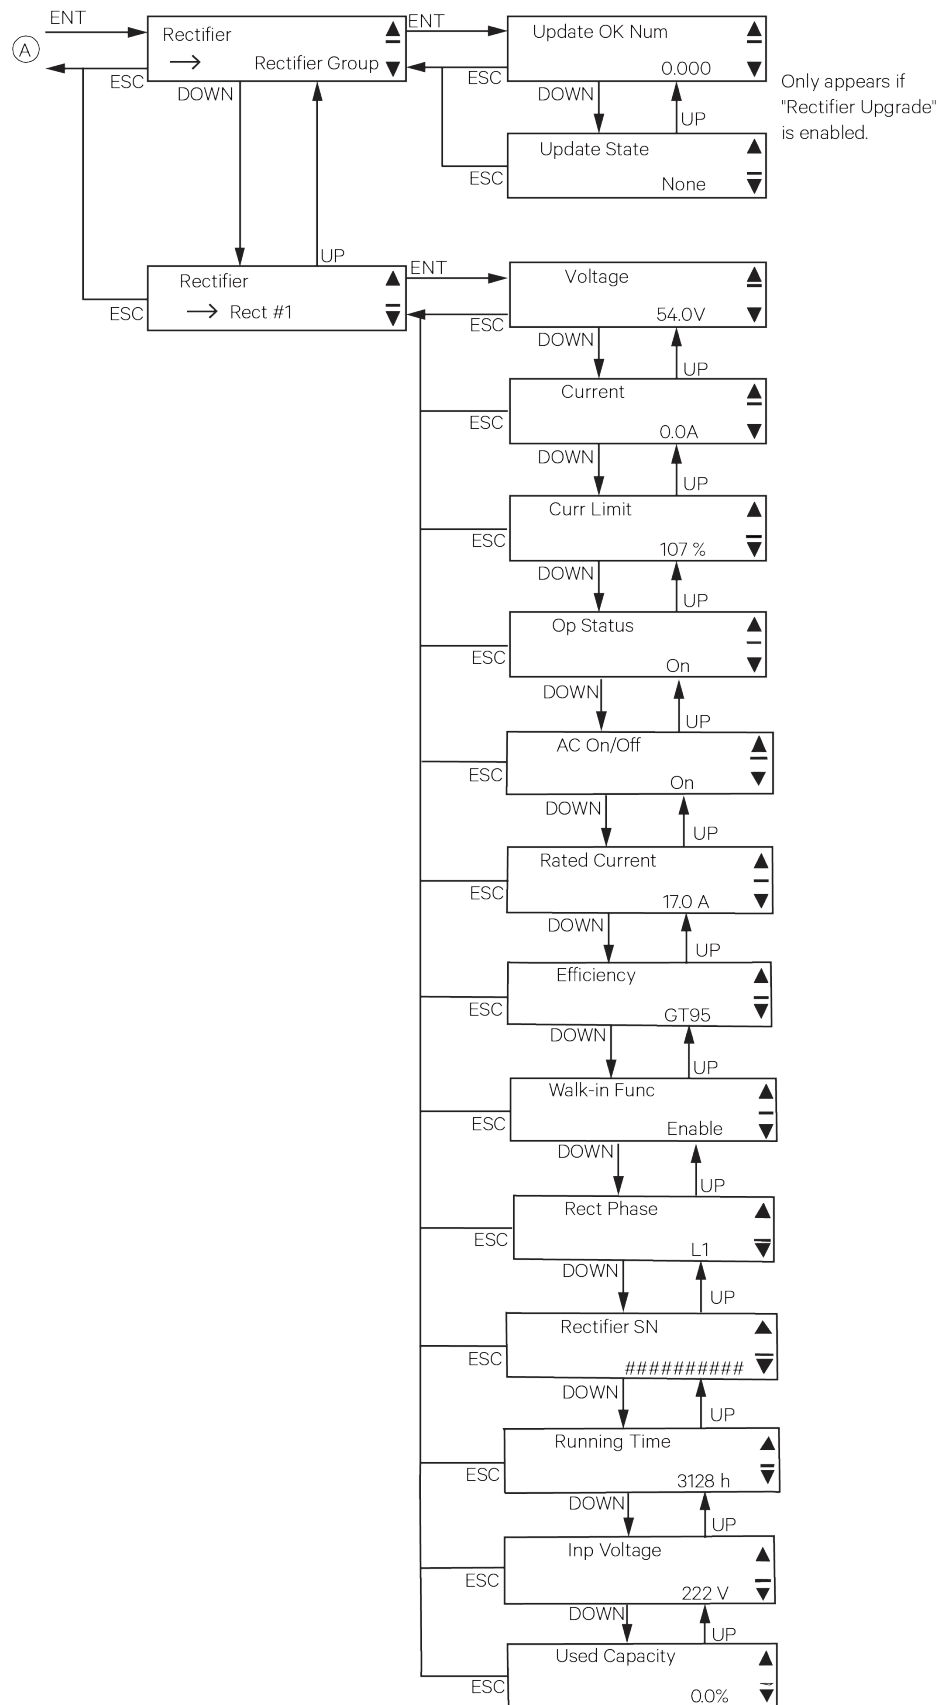 ENT
A
ESC
Rectifier
→ Rectifier Group
ENT
ESC
Update OK Num
0.000
DOWN
UP
DOWN
UP
Only appears if
"Rectifier Upgrade"
is enabled.
Update State
None
ESC
Rectifier
→ Rect #1
ESC
ENT
ESC
Voltage
54.0V
DOWN
UP
Current
0.0A
ESC
DOWN
UP
Curr Limit
107 %
ESC
DOWN
UP
Op Status
On
ESC
DOWN
UP
AC On/Off
On
ESC
DOWN
UP
Rated Current
17.0 A
ESC
DOWN
UP
Efficiency
GT95
ESC
DOWN
UP
Walk-in Func
Enable
ESC
DOWN
UP
Rect Phase
L1
ESC
DOWN
UP
Rectifier SN
##########
ESC
DOWN
UP
Running Time
3128 h
ESC
DOWN
UP
Inp Voltage
222 V
ESC
DOWN
UP
Used Capacity
0.0%
ESC